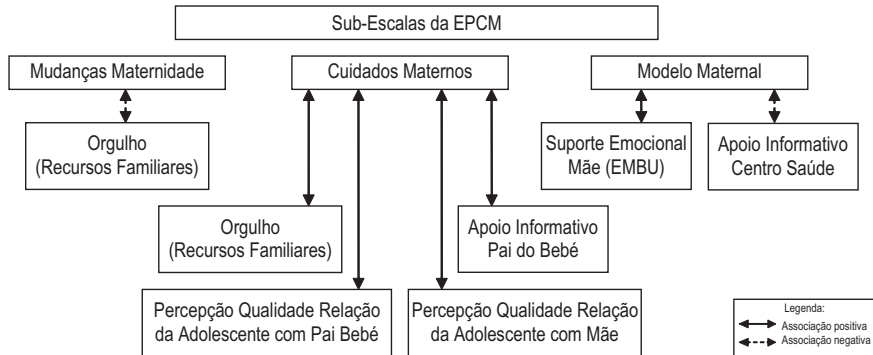 Sub-Escalas da EPCM
Mudanças Maternidade
Cuidados Maternos
Modelo Maternal
Orgulho
(Recursos Familiares)
Suporte Emocional
Mãe (EMBU)
Apoio Informativo
Centro Saúde
Orgulho
(Recursos Familiares)
Apoio Informativo
Pai do Bebé
Percepção Qualidade Relação
da Adolescente com Pai Bebé
Percepção Qualidade Relação
da Adolescente com Mãe
Legenda:
Associação positiva
Associação negativa